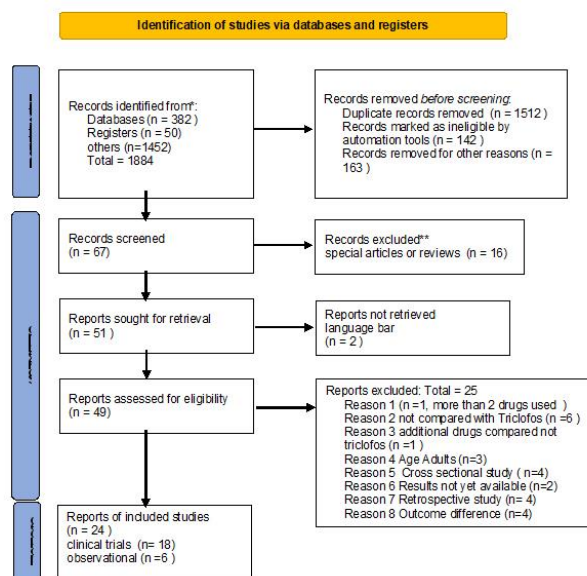 Identification of studies via databases and registers
Records identified from*:
Databases (n = 382 )
Registers (n = 50)
others (n=1452)
Total = 1884
Records removed before screening:
Duplicate records removed (n = 1512)
Records marked as ineligible by
automation tools (n = 142 )
Records removed for other reasons (n =
163 )
Records screened
(n = 67)
Records excluded**
special articles or reviews (n = 16)
Reports sought for retrieval
(n = 51 )
Reports not retrieved
language bar
(n = 2 )
Reports assessed for eligibility
(n = 49)
Reports excluded: Total = 25
Reason 1 (n =1, more than 2 drugs used )
Reason 2 not compared with Triclofos (n =6 )
Reason 3 additional drugs compared not
triclofos (n =1 )
Reason 4 Age Adults (n=3)
Reason 5 Cross sectional study ( n=4)
Reason 6 Results not yet available (n=2)
Reason 7 Retrospective study (n= 4)
Reason 8 Outcome difference (n=4)
Reports of included studies
(n = 24 )
clinical trials (n= 18)
observational (n=6 )